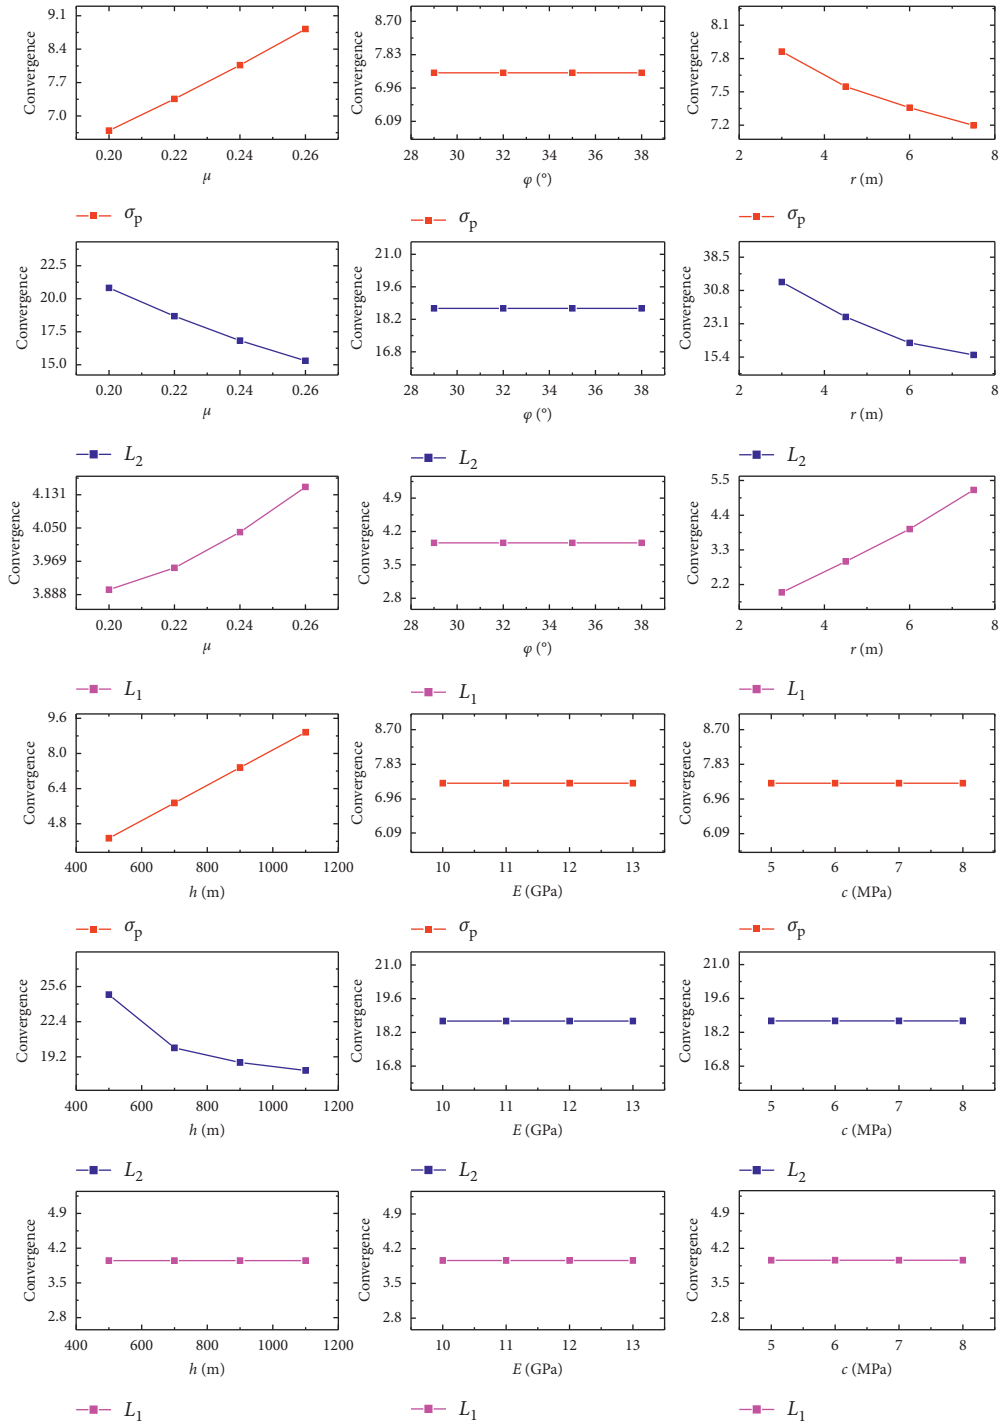 9.1
8.4
7.7
7.0
Convergence
0.20 0.22 0.24 0.26
μ
σp
8.70
7.83
6.96
6.09
Convergence
28 30 32 34 36 38
φ (°)
σp
8.1
7.8
7.5
7.2
Convergence
2 4 6 8
r (m)
σp
22.5
20.0
17.5
15.0
Convergence
0.20 0.22 0.24 0.26
μ
L2
21.0
19.6
18.2
16.8
Convergence
28 30 32 34 36 38
φ (°)
L2
38.5
30.8
23.1
15.4
Convergence
2 4 6 8
r (m)
L2
4.131
4.050
3.969
3.888
Convergence
0.20 0.22 0.24 0.26
μ
L1
4.9
4.2
3.5
2.8
Convergence
28 30 32 34 36 38
φ (°)
L1
5.5
4.4
3.3
2.2
Convergence
2 4 6 8
r (m)
L1
9.6
8.0
6.4
4.8
Convergence
400 600 800 1000 1200
h (m)
σp
8.70
7.83
6.96
6.09
Convergence
10 11 12 13
E (GPa)
σp
8.70
7.83
6.96
6.09
Convergence
5 6 7 8
c (MPa)
σp
25.6
22.4
19.2
Convergence
400 600 800 1000 1200
h (m)
L2
21.0
19.6
18.2
16.8
Convergence
10 11 12 13
E (GPa)
L2
21.0
19.6
18.2
16.8
Convergence
5 6 7 8
c (MPa)
L2
4.9
4.2
3.5
2.8
Convergence
400 600 800 1000 1200
h (m)
L1
4.9
4.2
3.5
2.8
Convergence
10 11 12 13
E (GPa)
L1
4.9
4.2
3.5
2.8
Convergence
5 6 7 8
c (MPa)
L1